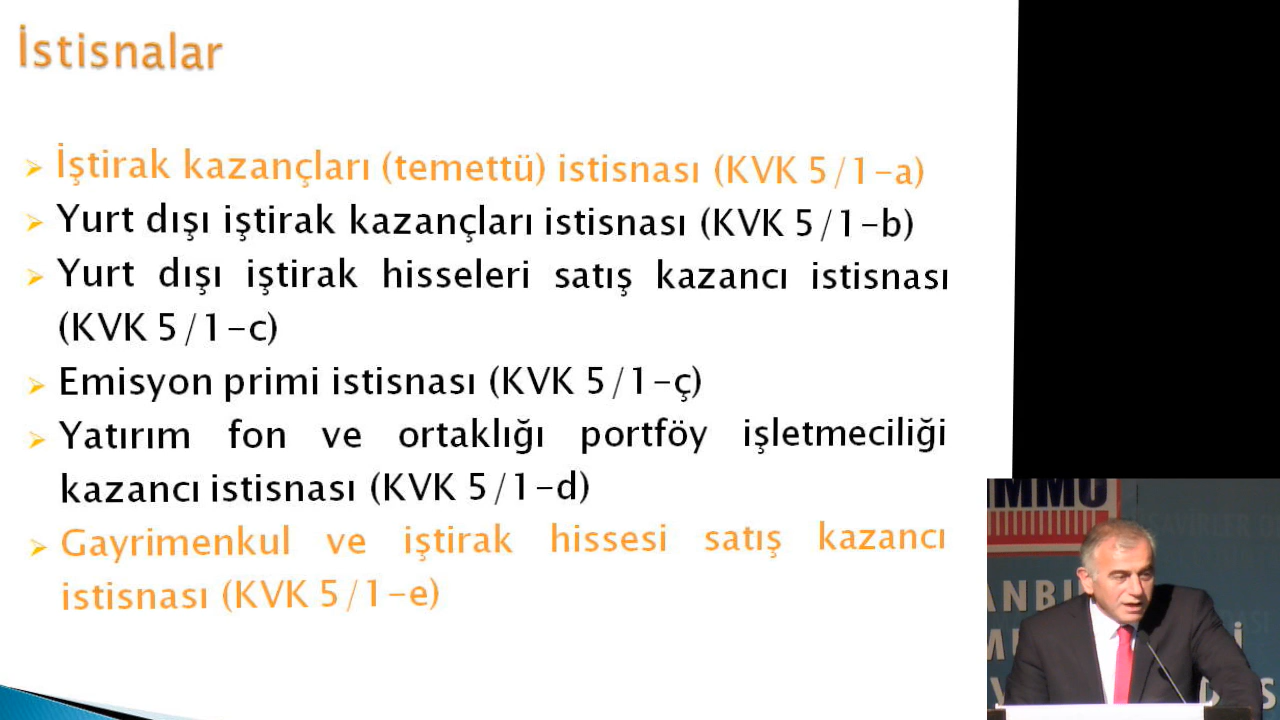 İstisnalar
İştirak kazançları (temettü) istisnası (KVK 5/1-a)
Yurt dışı iştirak kazançları istisnası (KVK 5/1-b)
Yurt dışı iştirak hisseleri satış kazancı istisnası
(KVK 5/1-c)
Emisyon primi istisnası (KVK 5/1-ç)
Yatırım fon ve ortaklığı portföy işletmeciliği
kazancı istisnası (KVK 5/1-d)
Gayrimenkul ve iştirak hissesi satış kazancı
istisnası (KVK 5/1-e)